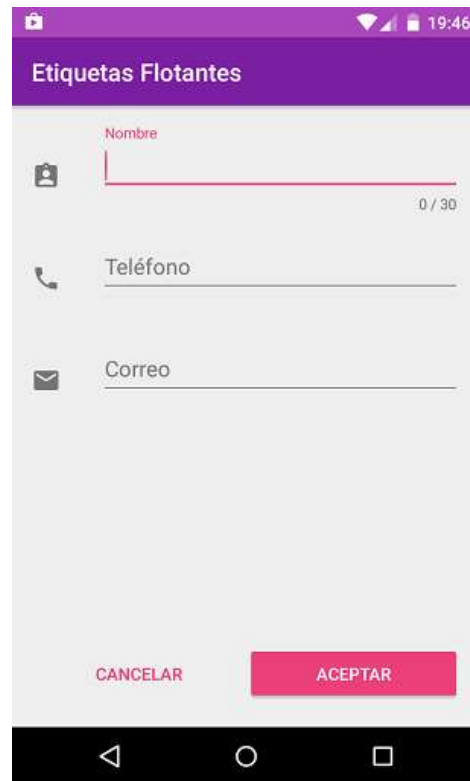 19:46
Etiquetas Flotantes
Nombre
0 / 30
Teléfono
Correo
CANCELAR
ACEPTAR